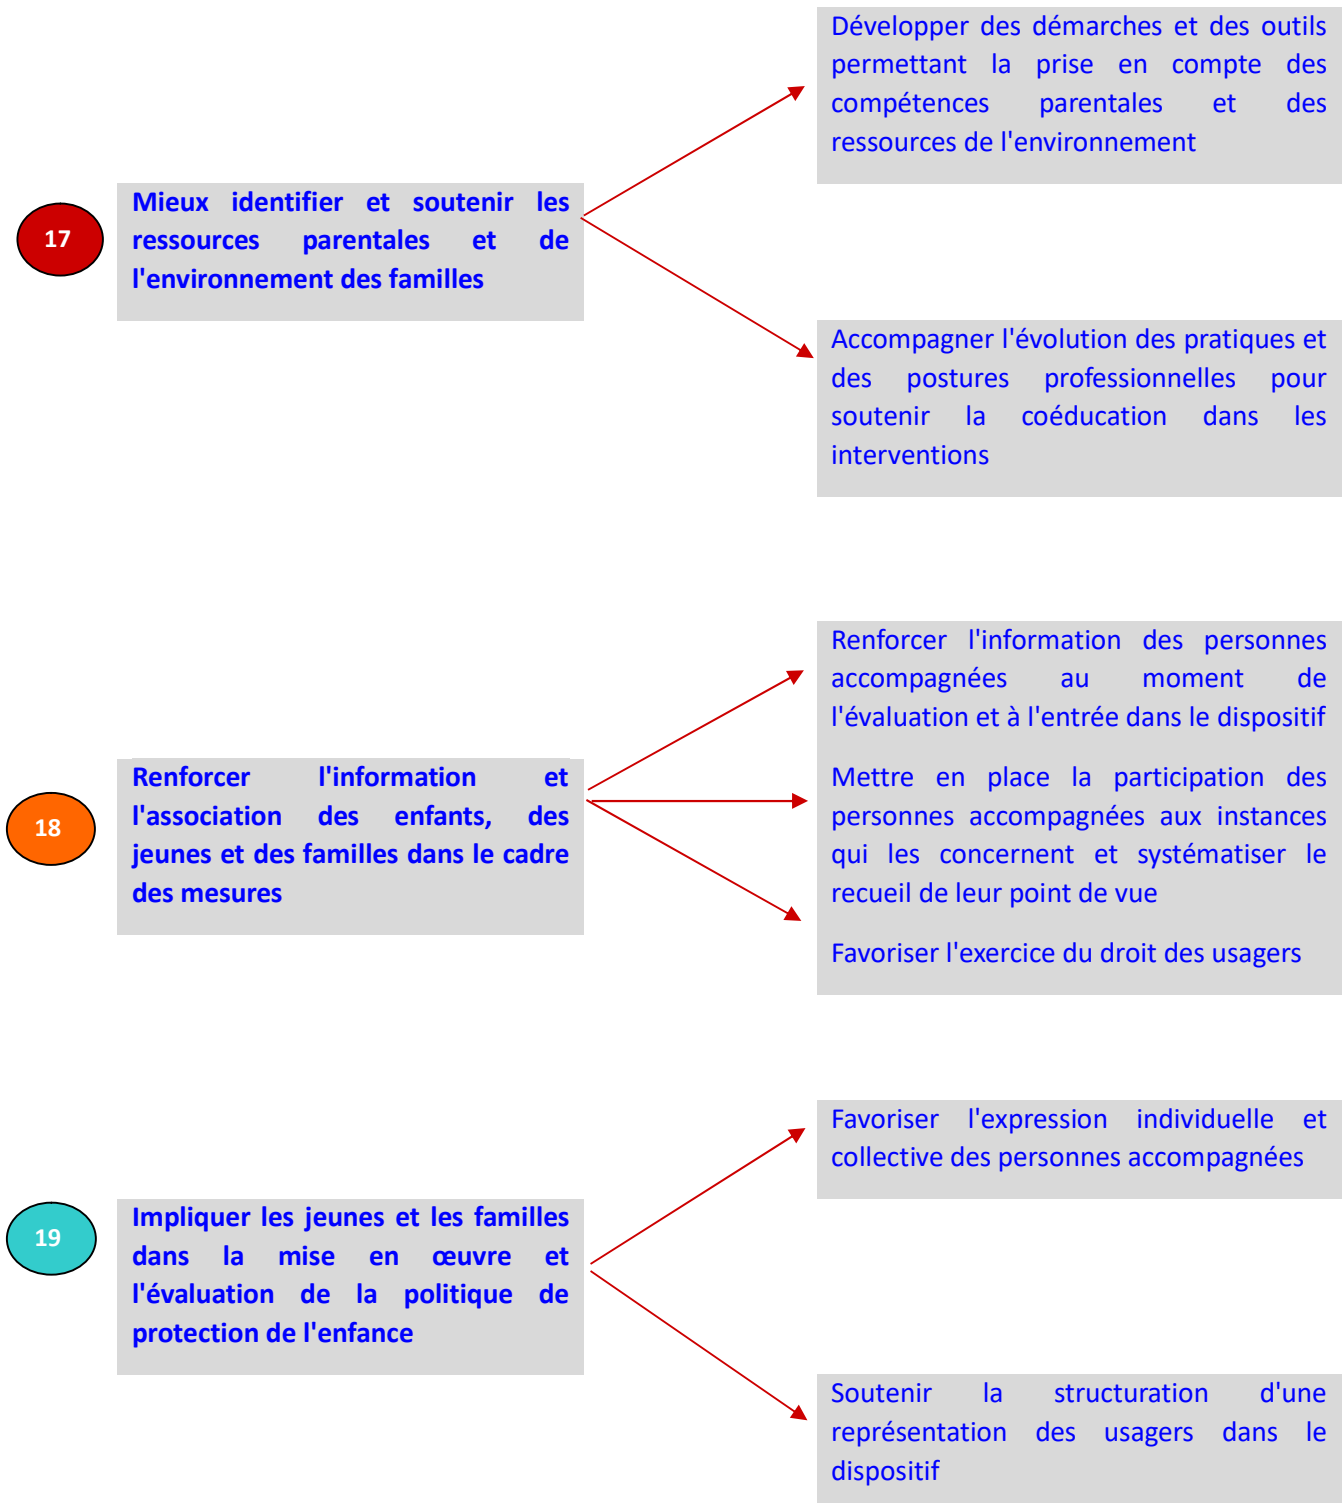 17
Mieux identifier et soutenir les
ressources parentales et de
l'environnement des familles
Développer des démarches et des outils
permettant la prise en compte des
compétences parentales et des
ressources de l'environnement
Accompagner l'évolution des pratiques et
des postures professionnelles pour
soutenir la coéducation dans les
interventions
18
Renforcer l'information et
l'association des enfants, des
jeunes et des familles dans le cadre
des mesures
Renforcer l'information des personnes
accompagnées au moment de
l'évaluation et à l'entrée dans le dispositif
Mettre en place la participation des
personnes accompagnées aux instances
qui les concernent et systématiser le
recueil de leur point de vue
Favoriser l'exercice du droit des usagers
19
Impliquer les jeunes et les familles
dans la mise en œuvre et
l'évaluation de la politique de
protection de l'enfance
Favoriser l'expression individuelle et
collective des personnes accompagnées
Soutenir la structuration d'une
représentation des usagers dans le
dispositif